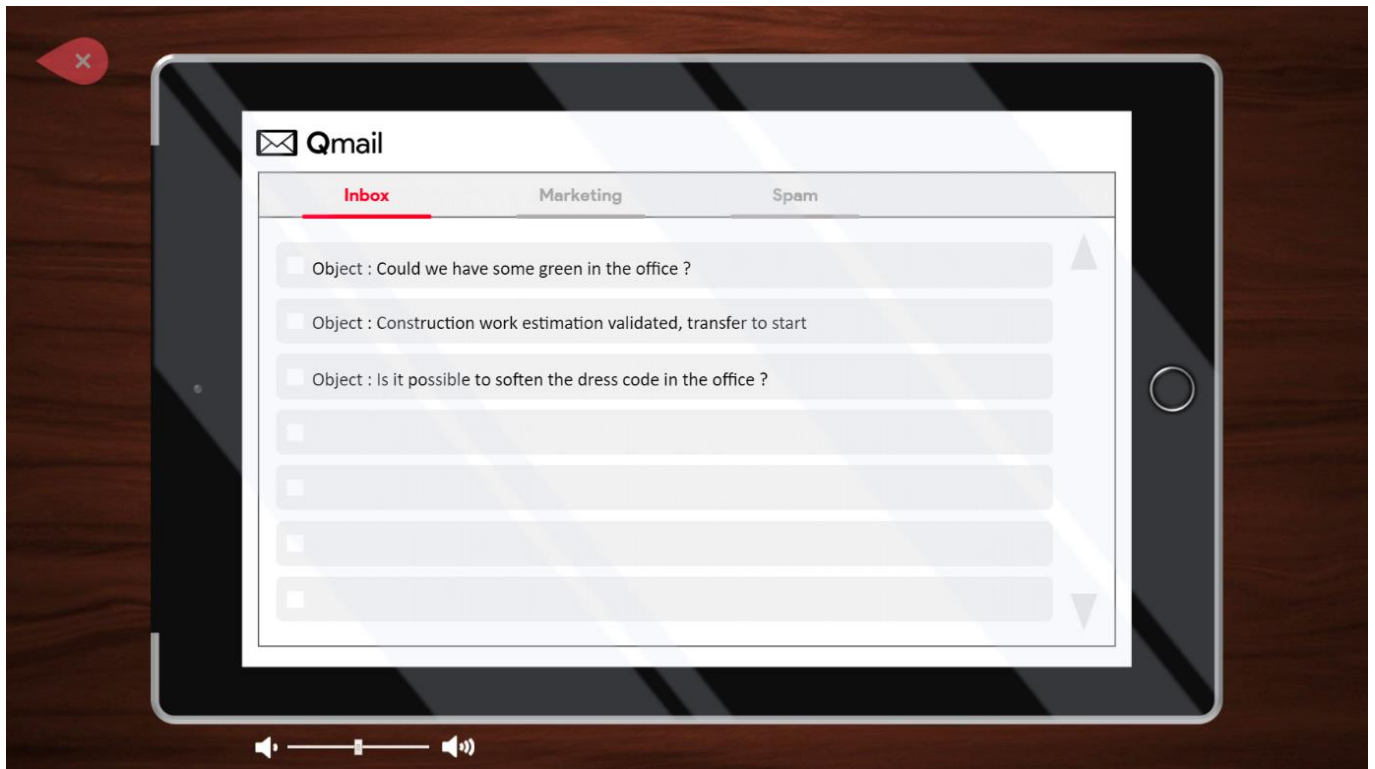 Qmail
Inbox Marketing Spam
Object : Could we have some green in the office ?
Object : Construction work estimation validated, transfer to start
Object : Is it possible to soften the dress code in the office ?